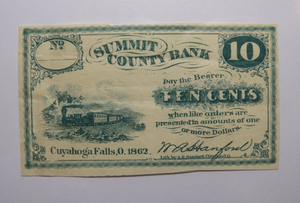 No
SUMMIT
COUNTY BANK
10
Pay the Bearer
TEN CENTS
when like orders are
presented in amounts of one
or more Dollars.
Cuyahoga Falls, O. 1862.
W A Hanford